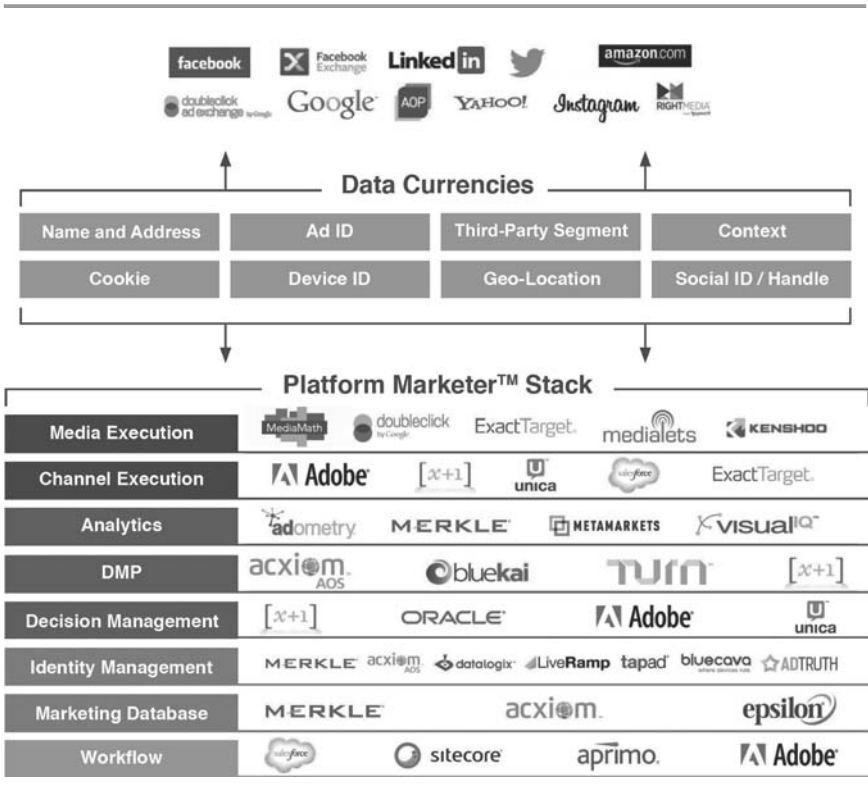 facebook Facebook Exchange LinkedIn amazon.com
doubleclick ad exchange by Google Google AOP YAHOO! Instagram RIGHTMEDIA
Data Currencies
Name and Address Ad ID Third-Party Segment Context
Cookie Device ID Geo-Location Social ID / Handle
Platform Marketer™ Stack
Media Execution MediaMath doubleclick by Google ExactTarget. medialets KENSHOO
Channel Execution Adobe [x+1] unica salesforce ExactTarget.
Analytics adometry MERKLE METAMARKETS VISUAL IQ™
DMP acxiom AOS bluekai TURN [x+1]
Decision Management [x+1] ORACLE Adobe unica
Identity Management MERKLE acxiom AOS datalogix LiveRamp tapad bluecava ADTRUTH
Marketing Database MERKLE acxiom epsilon
Workflow salesforce sitecore aprimo. Adobe